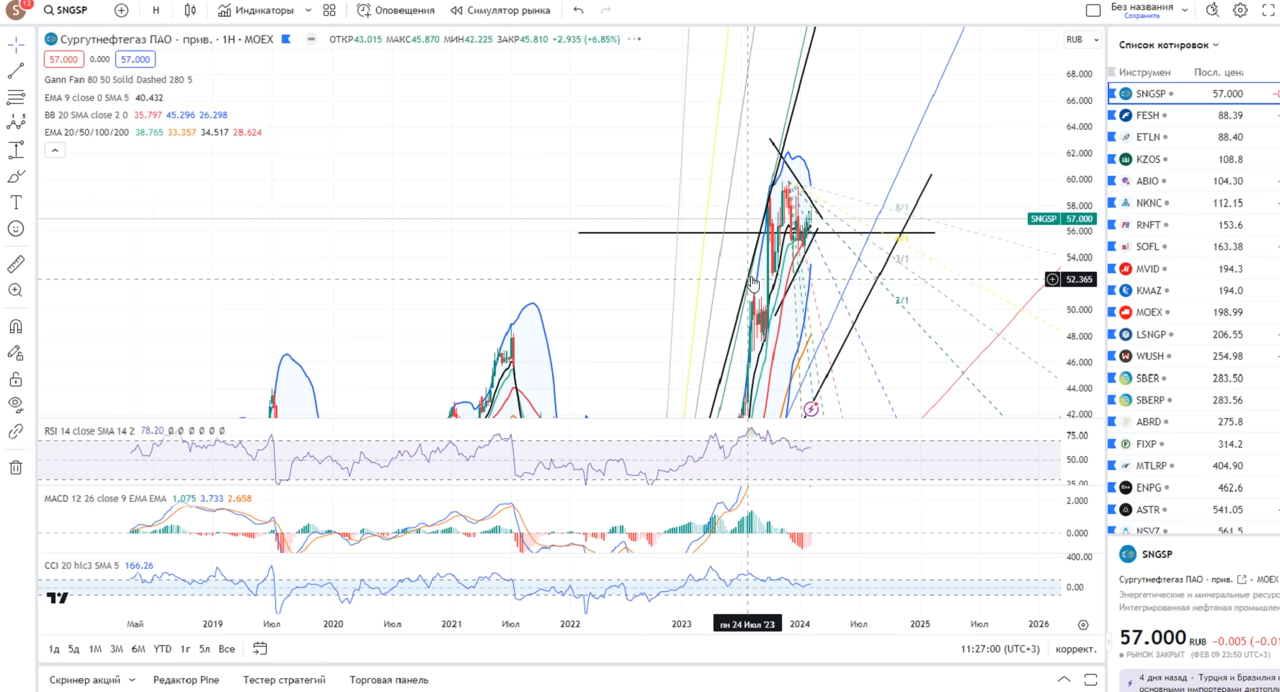 12
SNGSP
Н
Индикаторы
Оповещения
Симулятор рынка
Без названия
Сохранить
Сургутнефтегаз ПАО - прив. · 1Н · MOEX ОТКР43.015 МАКС45.870 МИН42.225 ЗАКР45.810 +2.935 (+6.85%)
RUB
57.000 0.000 57.000
Gann Fan 80 50 Solid Dashed 280 5
EMA 9 close 0 SMA 5 40.432
BB 20 SMA close 2 0 35.797 45.296 26.298
EMA 20/50/100/200 38.765 33.357 34.517 28.624
68.000
66.000
64.000
62.000
60.000
SNGSP 57.000
56.000
54.000
52.365
50.000
48.000
46.000
44.000
42.000
8/1
3/1
2/1
RSI 14 close SMA 14 2 78.20 Ø Ø Ø Ø Ø Ø
75.00
50.00
25.00
MACD 12 26 close 9 EMA EMA 1.075 3.733 2.658
2.000
0.000
CCI 20 hlc3 SMA 5 166.26
400.00
0.00
Май 2019 Июл 2020 Июл 2021 Июл 2022 2023 пн 24 Июл '23 2024 Июл 2025 Июл 2026
1д 5д 1М 3М 6М YTD 1г 5л Все
11:27:00 (UTC+3) коррект.
Скринер акций
Редактор Pine
Тестер стратегий
Торговая панель
Список котировок
Инструмен Посл. цена
SNGSP 57.000
FESH 88.39
ETLN 88.40
KZOS 108.8
ABIO 104.30
NKNC 112.15
RNFT 153.6
SOFL 163.38
MVID 194.3
KMAZ 194.0
MOEX 198.99
LSNGP 206.55
WUSH 254.98
SBER 283.50
SBERP 283.56
ABRD 275.8
FIXP 314.2
MTLRP 404.90
ENPG 462.6
ASTR 541.05
SNGSP
Сургутнефтегаз ПАО - прив. · MOEX
Энергетические и минеральные ресурс
Интегрированная нефтяная промышлен
57.000 RUB -0.005 (-0.01
РЫНОК ЗАКРЫТ (ФЕВ 09 23:50 UTC+3)
4 дня назад · Турция и Бразилия с